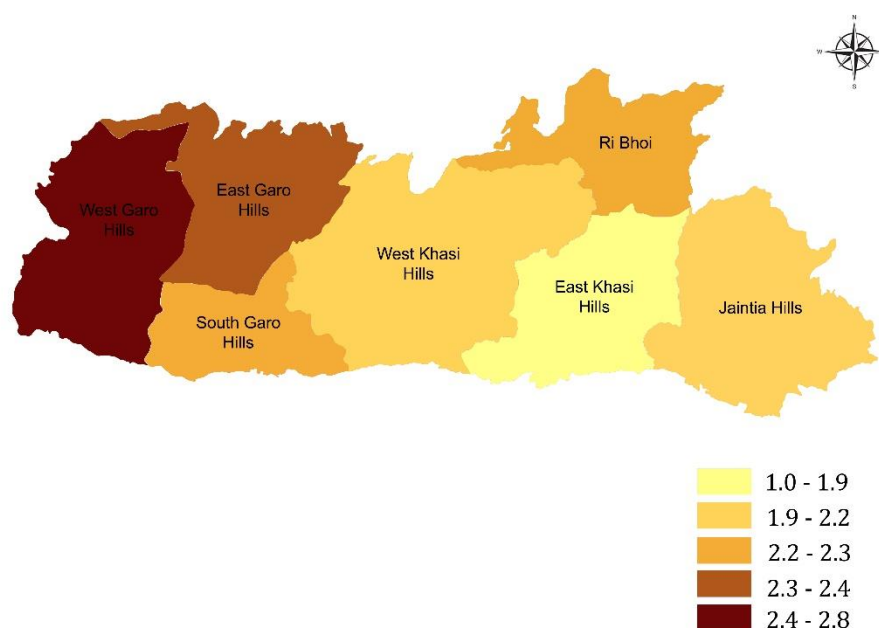 N
W
S
Ri Bhoi
East Garo
Hills
West Garo
Hills
West Khasi
Hills
East Khasi
Hills
Jaintia Hills
South Garo
Hills
1.0 - 1.9
1.9 - 2.2
2.2 - 2.3
2.3 - 2.4
2.4 - 2.8